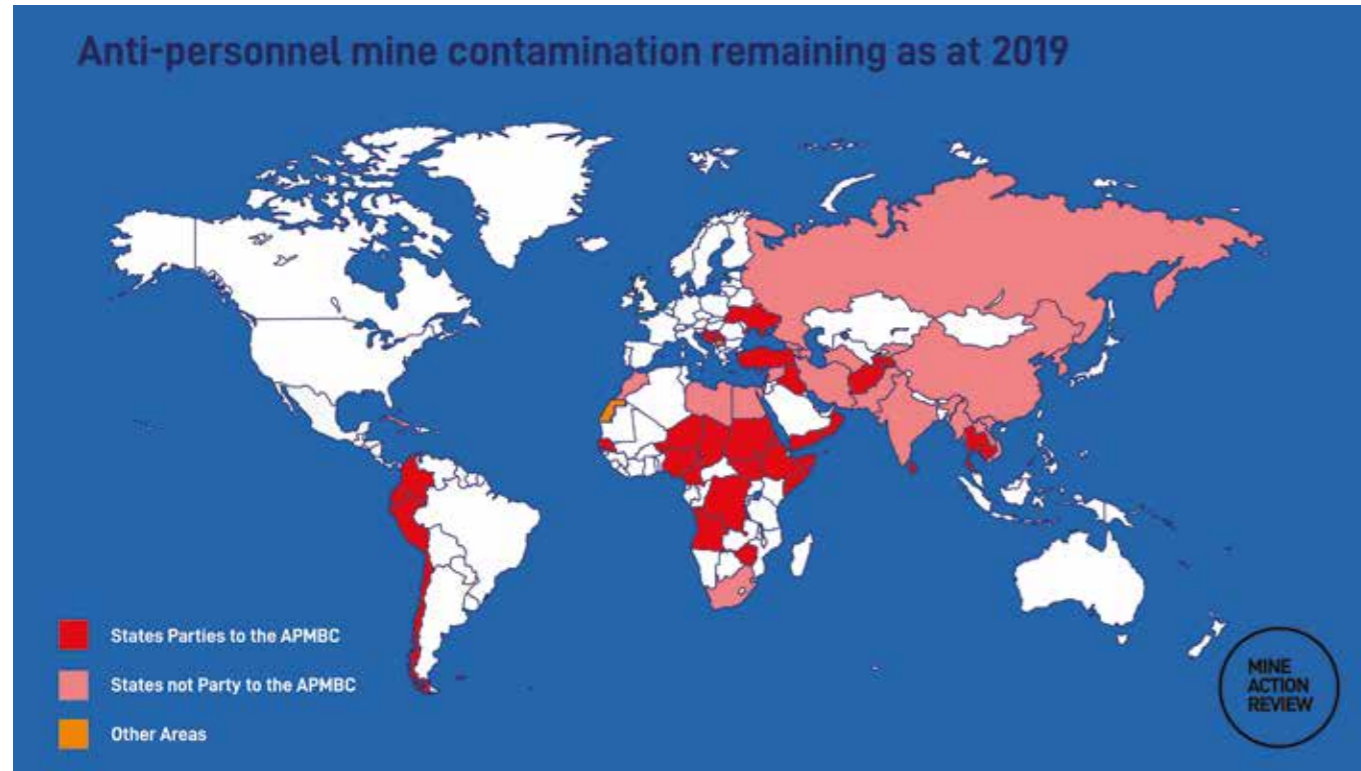 Anti-personnel mine contamination remaining as at 2019
States Parties to the APMBC
States not Party to the APMBC
Other Areas
MINE
ACTION
REVIEW